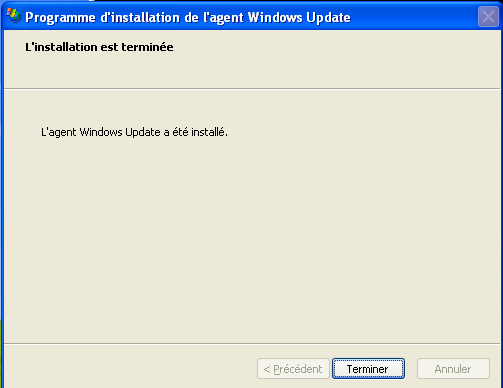 Programme d'installation de l'agent Windows Update
L'installation est terminée
L'agent Windows Update a été installé.
< Précédent
Terminer
Annuler